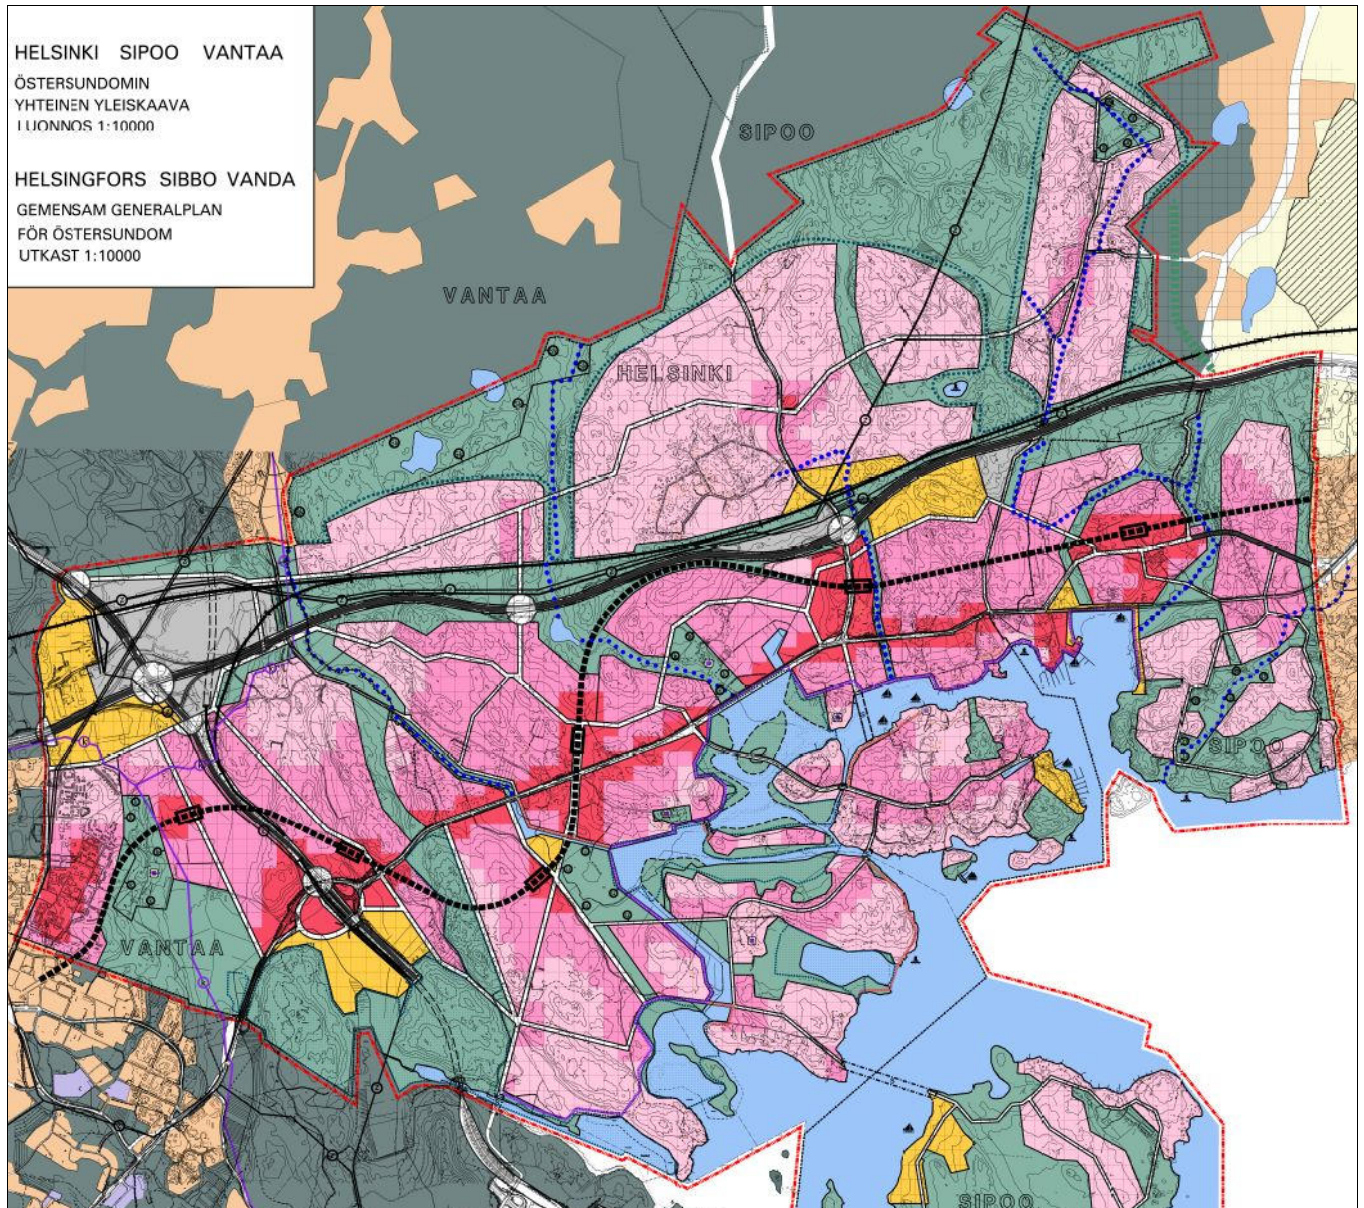 HELSINKI SIPOO VANTAA
ÖSTERSUNDOMIN
YHTEINEN YLEISKAAVA
LUONNOS 1:10000
HELSINGFORS SIBBO VANDA
GEMENSAM GENERALPLAN
FÖR ÖSTERSUNDOM
UTKAST 1:10000
SIPOO
VANTAA
HELSINKI
SIPOO
VANTAA
SIPOO